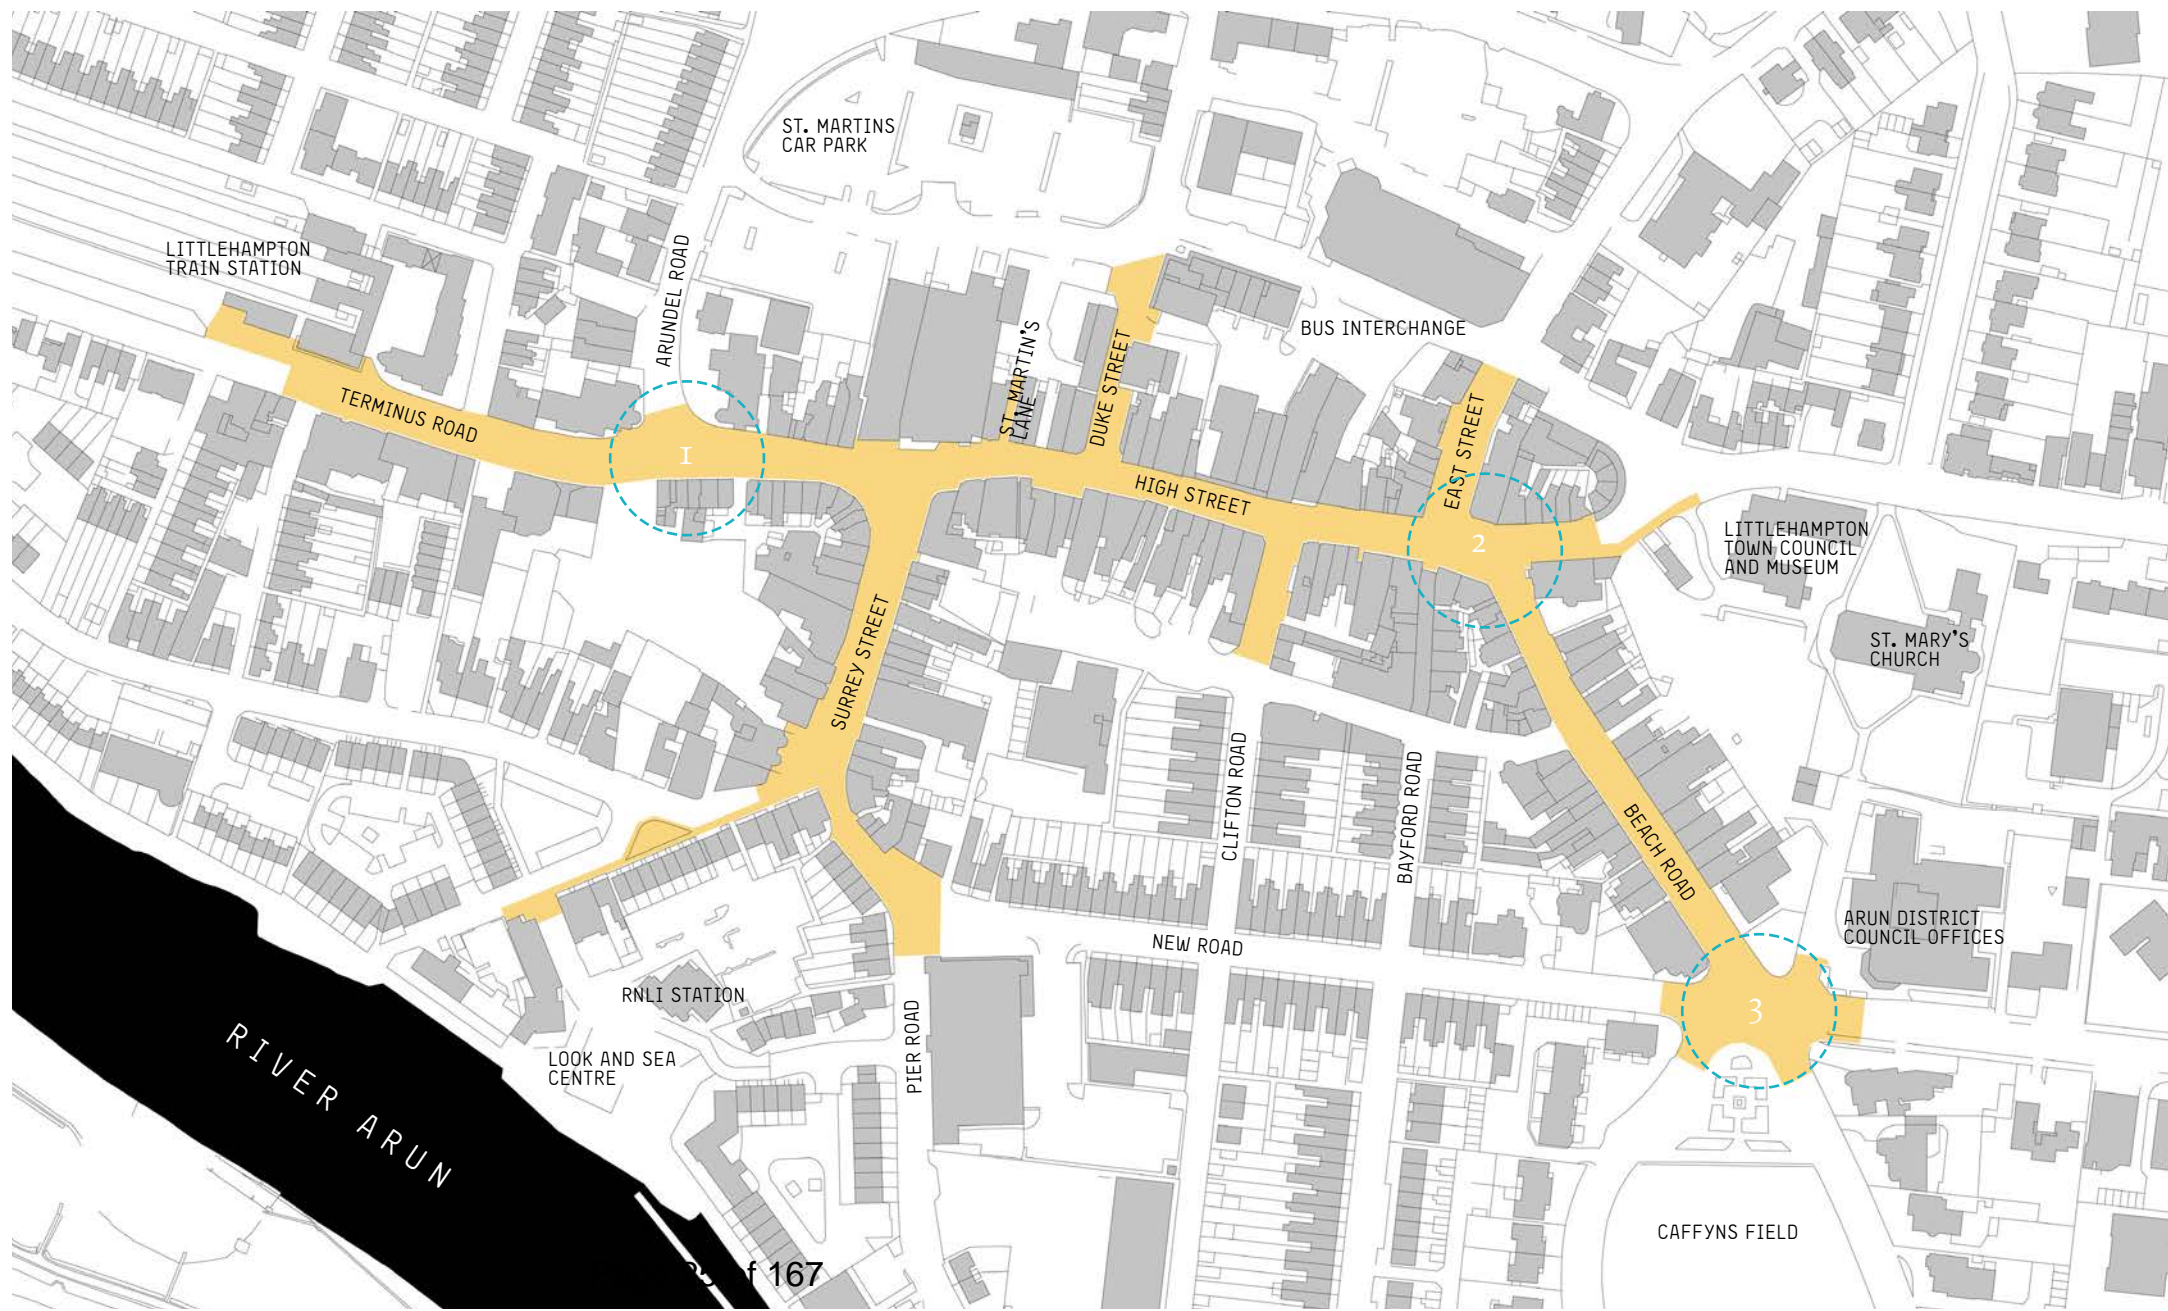 ST. MARTINS
CAR PARK
LITTLEHAMPTON
TRAIN STATION
ARUNDEL ROAD
ST. MARTIN'S
LANE
DUKE STREET
BUS INTERCHANGE
TERMINUS ROAD
1
HIGH STREET
EAST STREET
2
LITTLEHAMPTON
TOWN COUNCIL
AND MUSEUM
ST. MARY'S
CHURCH
SURREY STREET
CLIFTON ROAD
BAYFORD ROAD
BEACH ROAD
ARUN DISTRICT
COUNCIL OFFICES
NEW ROAD
RNLI STATION
3
PIER ROAD
LOOK AND SEA
CENTRE
RIVER ARUN
CAFFYNS FIELD
of 167